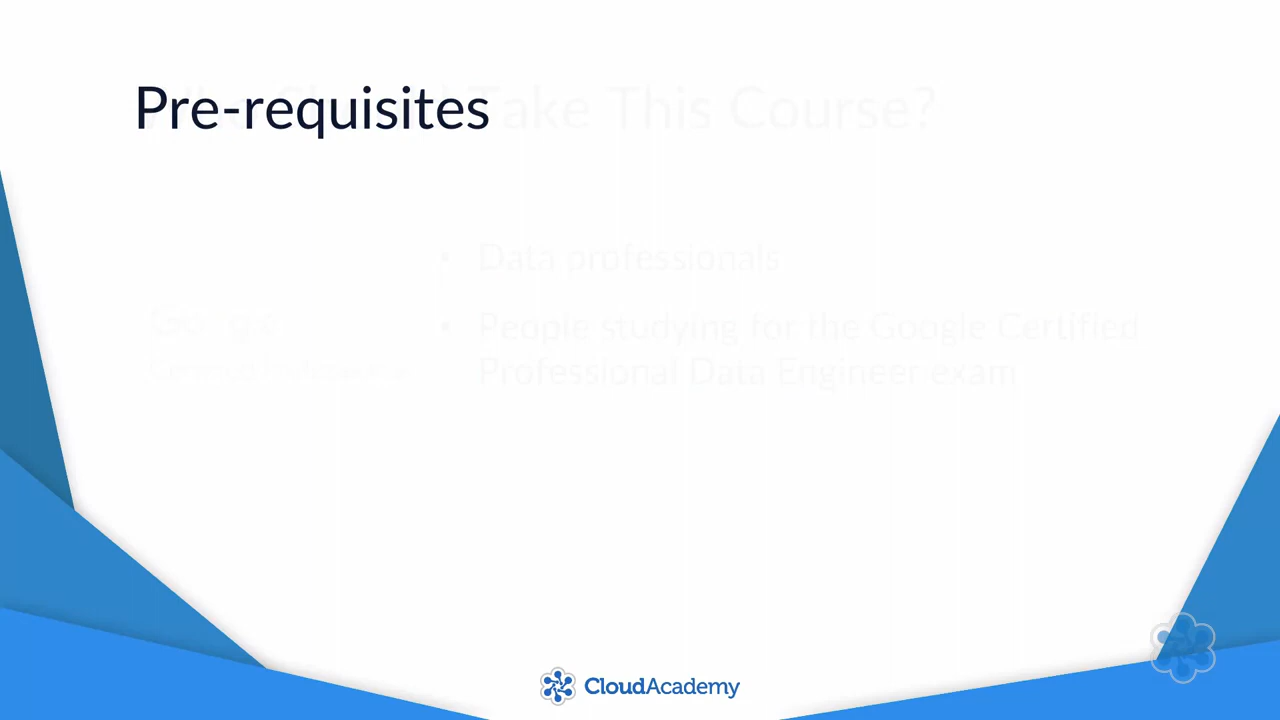 Pre-requisites
Take This Course?
• Data professionals
• People studying for the Google Certified
Professional Data Engineer exam
CloudAcademy